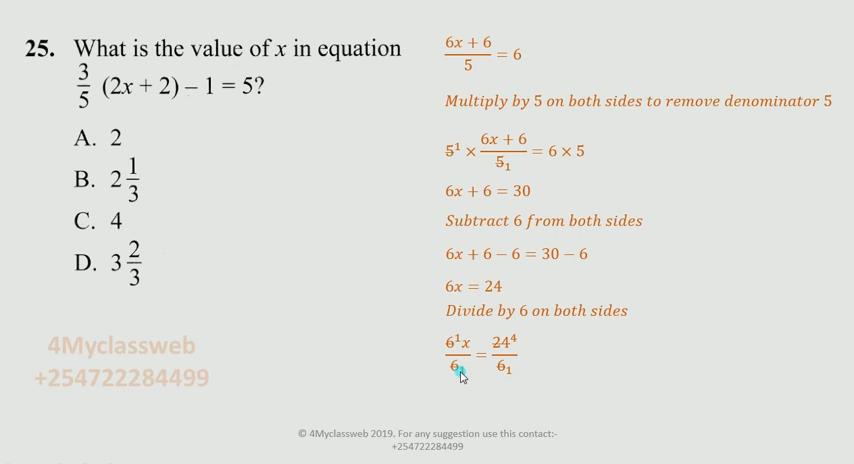 25. What is the value of x in equation
3/5 (2x + 2) – 1 = 5?
A. 2
B. 2 1/3
C. 4
D. 3 2/3
4Myclassweb
+254722284499
(6x + 6)/5 = 6
Multiply by 5 on both sides to remove denominator 5
5¹ × (6x + 6)/5₁ = 6 × 5
6x + 6 = 30
Subtract 6 from both sides
6x + 6 − 6 = 30 − 6
6x = 24
Divide by 6 on both sides
6¹x/6₁ = 24⁴/6₁
© 4Myclassweb 2019. For any suggestion use this contact:-
+254722284499